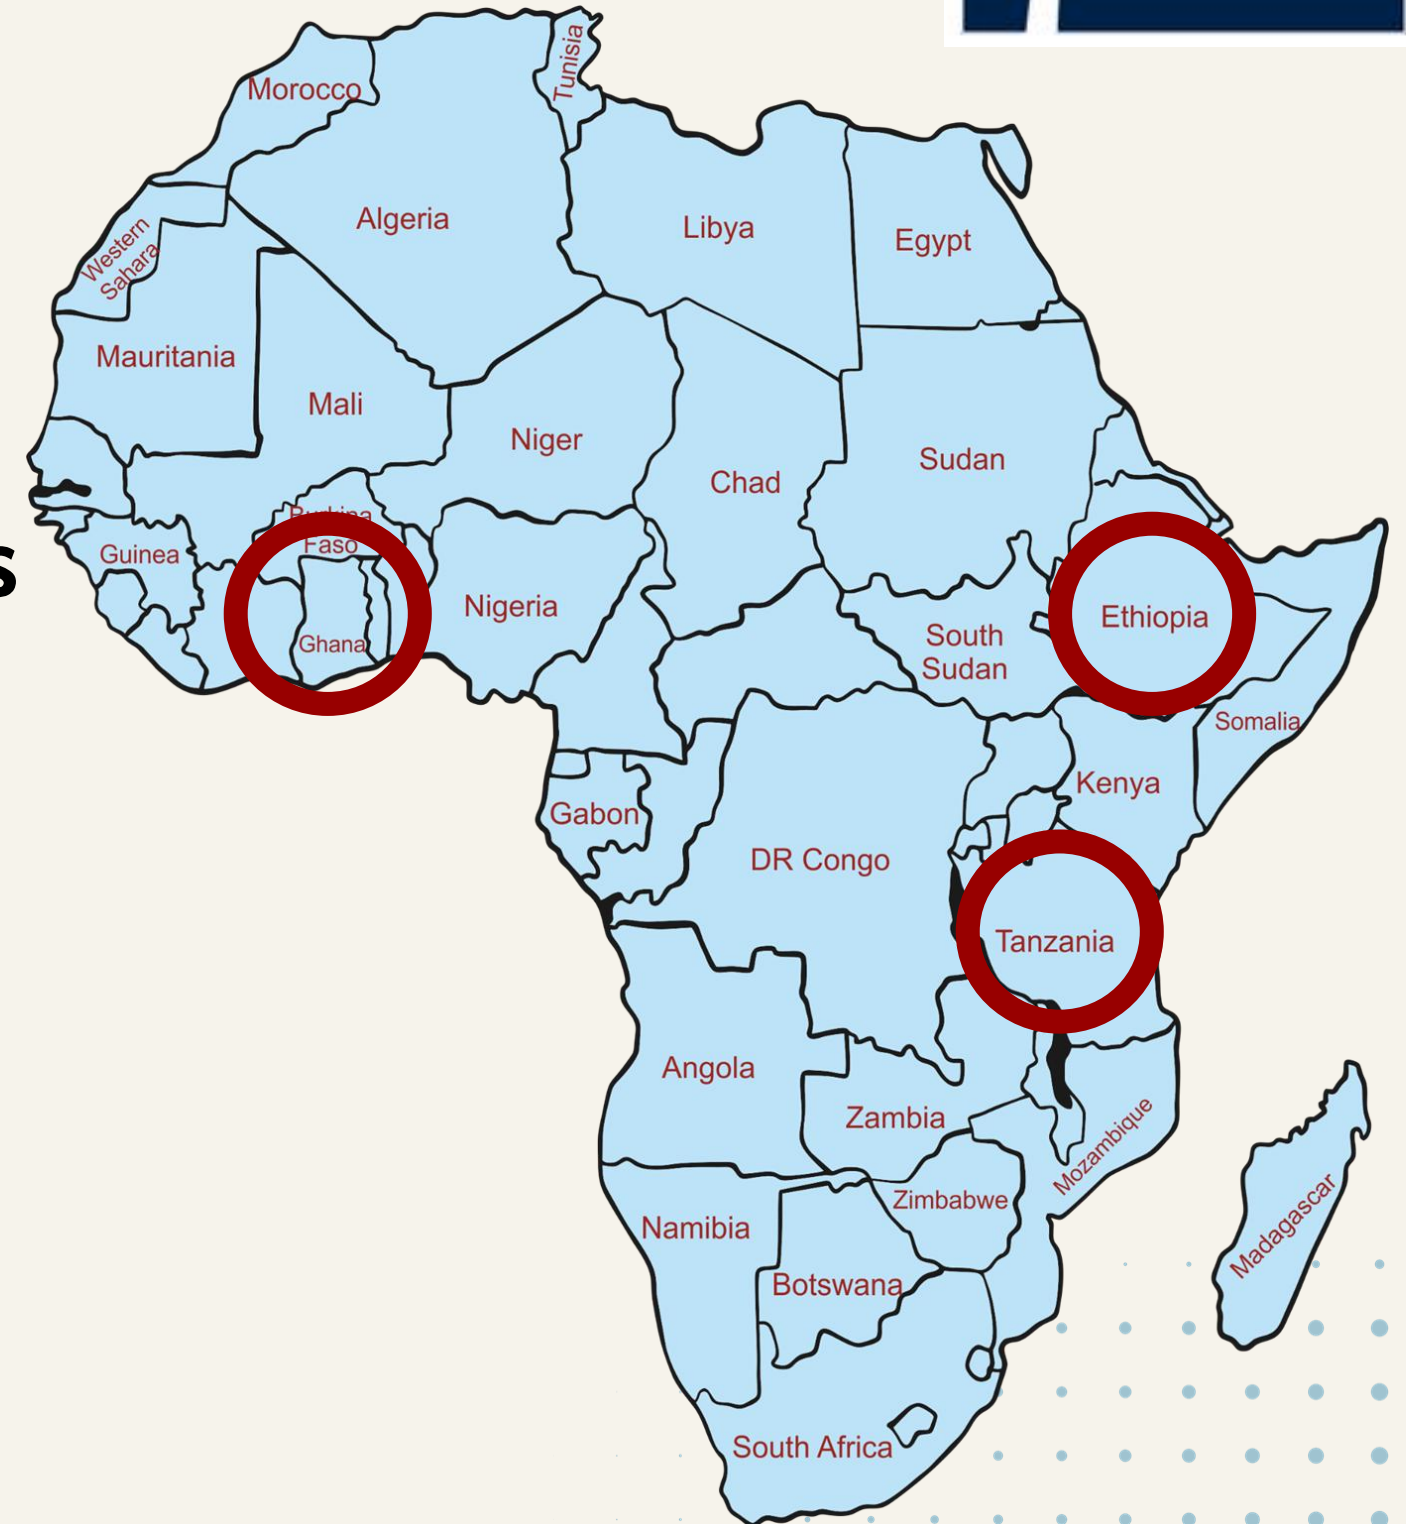 Tunisia
Morocco
Algeria
Libya
Egypt
Western
Sahara
Mauritania
Mali
Niger
Chad
Sudan
Burkina
Faso
Guinea
s
Nigeria
Ghana
Ethiopia
South
Sudan
Somalia
Kenya
Gabon
DR Congo
Tanzania
Angola
Zambia
Mozambique
Zimbabwe
Madagascar
Namibia
Botswana
South Africa